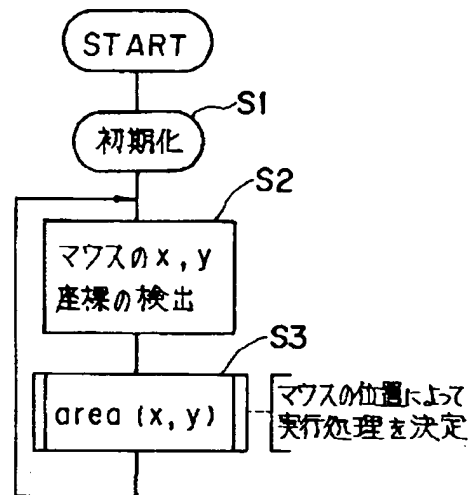 START
S1
初期化
S2
マウスのx,y
座標の検出
S3
area (x, y)
マウスの位置によって
実行処理を決定